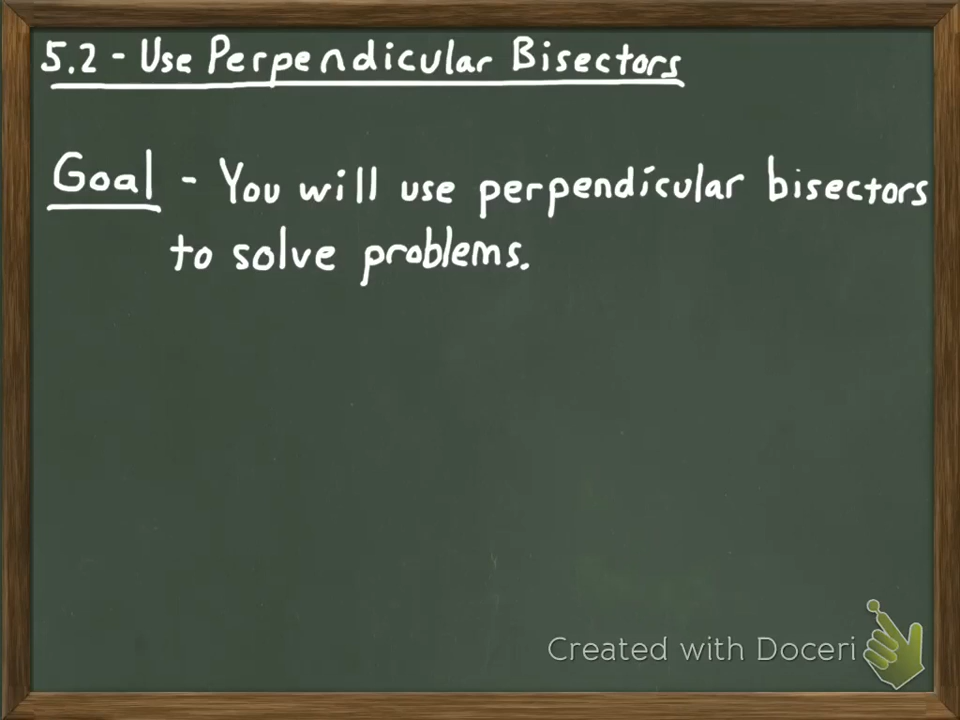 5.2 - Use Perpendicular Bisectors
Goal - You will use perpendicular bisectors
to solve problems.
Created with Doceri